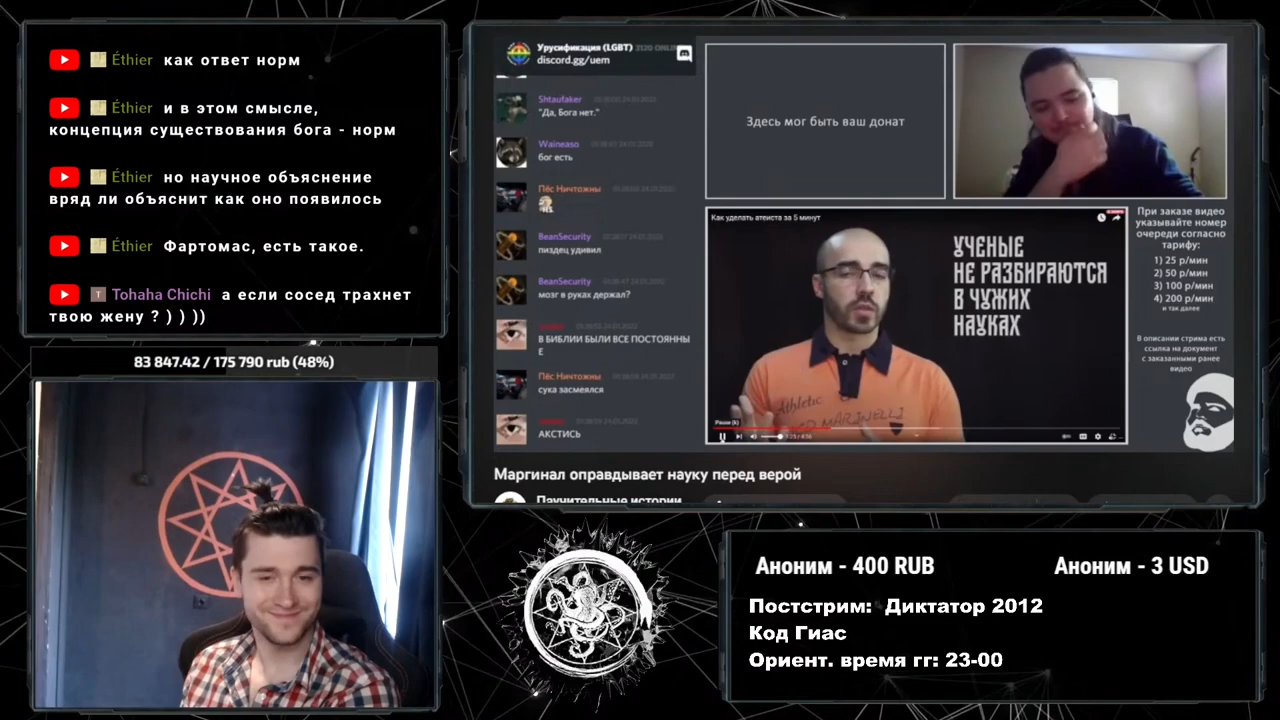 Éthier как ответ норм
Éthier и в этом смысле,
концепция существования бога - норм
Éthier но научное объяснение
вряд ли объяснит как оно появилось
Éthier Фартомас, есть такое.
T Tohaha Chichi а если сосед трахнет
твою жену ? ) ) ))
83 847.42 / 175 790 rub (48%)
Урусификация (LGBT) 3120 ONLINE
discord.gg/uem
Shtaufaker
"Да, Бога нет."
Waineaso
бог есть
Пёс Ничтожны
BeanSecurity
пиздец удивил
BeanSecurity
мозг в руках держал?
В БИБЛИИ БЫЛИ ВСЕ ПОСТОЯННЫ
Е
Пёс Ничтожны
сука засмеялся
АКСТИСЬ
Здесь мог быть ваш донат
Как уделать атеиста за 5 минут
УЧЕНЫЕ
НЕ РАЗБИРАЮТСЯ
В ЧУЖИХ
НАУКАХ
Athletic
MARINELLI
Pause (k)
При заказе видео
указывайте номер
очереди согласно
тарифу:
1) 25 р/мин
2) 50 р/мин
3) 100 р/мин
4) 200 р/мин
и так далее
В описании стрима есть
ссылка на документ
с заказанными ранее
видео
Маргинал оправдывает науку перед верой
Паучительные истории
Аноним - 400 RUB
Аноним - 3 USD
Постстрим: Диктатор 2012
Код Гиас
Ориент. время гг: 23-00